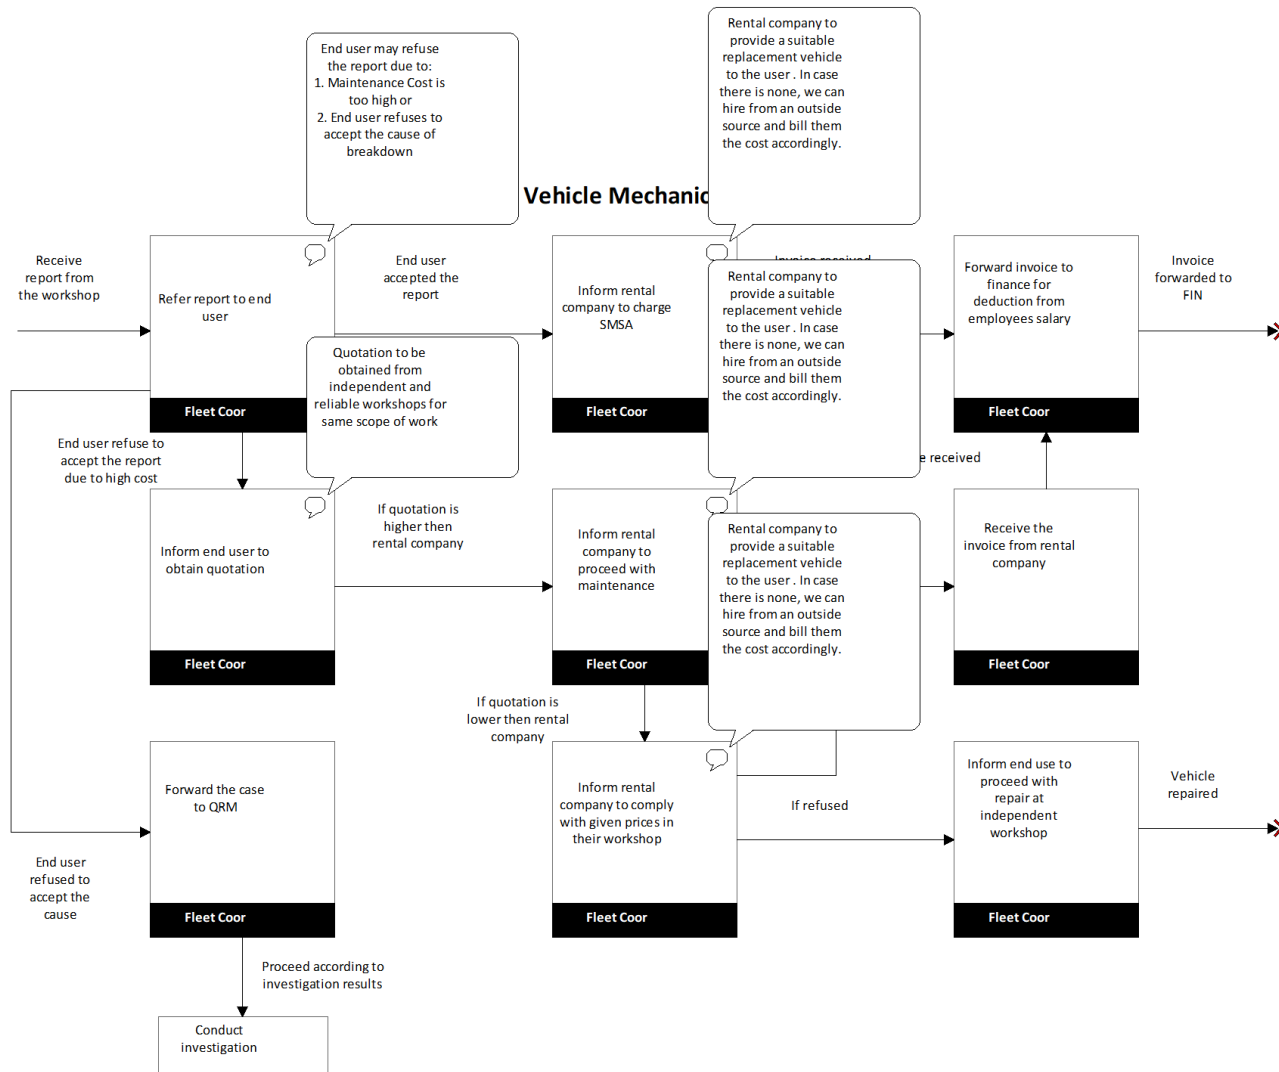 End user may refuse
the report due to:
1. Maintenance Cost is
too high or
2. End user refuses to
accept the cause of
breakdown
Rental company to
provide a suitable
replacement vehicle
to the user . In case
there is none, we can
hire from an outside
source and bill them
the cost accordingly.
Vehicle Mechanic
Receive
report from
the workshop
Refer report to end
user
Fleet Coor
End user
accepted the
report
Inform rental
company to charge
SMSA
Fleet Coor
Invoice received
Rental company to
provide a suitable
replacement vehicle
to the user . In case
there is none, we can
hire from an outside
source and bill them
the cost accordingly.
Forward invoice to
finance for
deduction from
employees salary
Fleet Coor
Invoice
forwarded to
FIN
Quotation to be
obtained from
independent and
reliable workshops for
same scope of work
End user refuse to
accept the report
due to high cost
Inform end user to
obtain quotation
Fleet Coor
If quotation is
higher then
rental company
Inform rental
company to
proceed with
maintenance
Fleet Coor
received
Rental company to
provide a suitable
replacement vehicle
to the user . In case
there is none, we can
hire from an outside
source and bill them
the cost accordingly.
Receive the
invoice from rental
company
Fleet Coor
If quotation is
lower then rental
company
Forward the case
to QRM
Fleet Coor
End user
refused to
accept the
cause
Inform rental
company to comply
with given prices in
their workshop
Fleet Coor
If refused
Inform end use to
proceed with
repair at
independent
workshop
Fleet Coor
Vehicle
repaired
Proceed according to
investigation results
Conduct
investigation